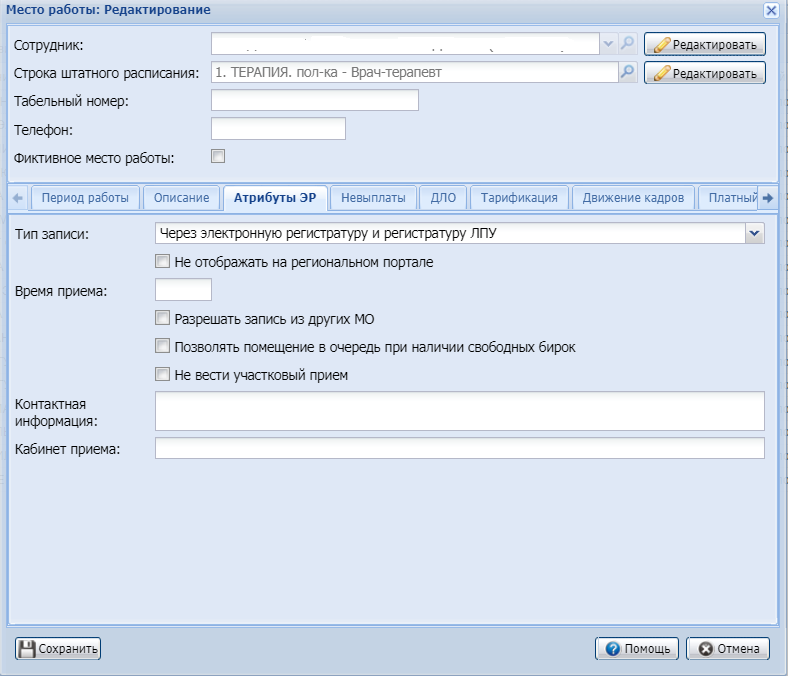 Место работы: Редактирование
Сотрудник:
Редактировать
Строка штатного расписания:
1. ТЕРАПИЯ. пол-ка - Врач-терапевт
Редактировать
Табельный номер:
Телефон:
Фиктивное место работы:
Период работы Описание Атрибуты ЭР Невыплаты ДЛО Тарификация Движение кадров Платный
Тип записи:
Через электронную регистратуру и регистратуру ЛПУ
Не отображать на региональном портале
Время приема:
Разрешать запись из других МО
Позволять помещение в очередь при наличии свободных бирок
Не вести участковый прием
Контактная
информация:
Кабинет приема:
Сохранить
Помощь
Отмена